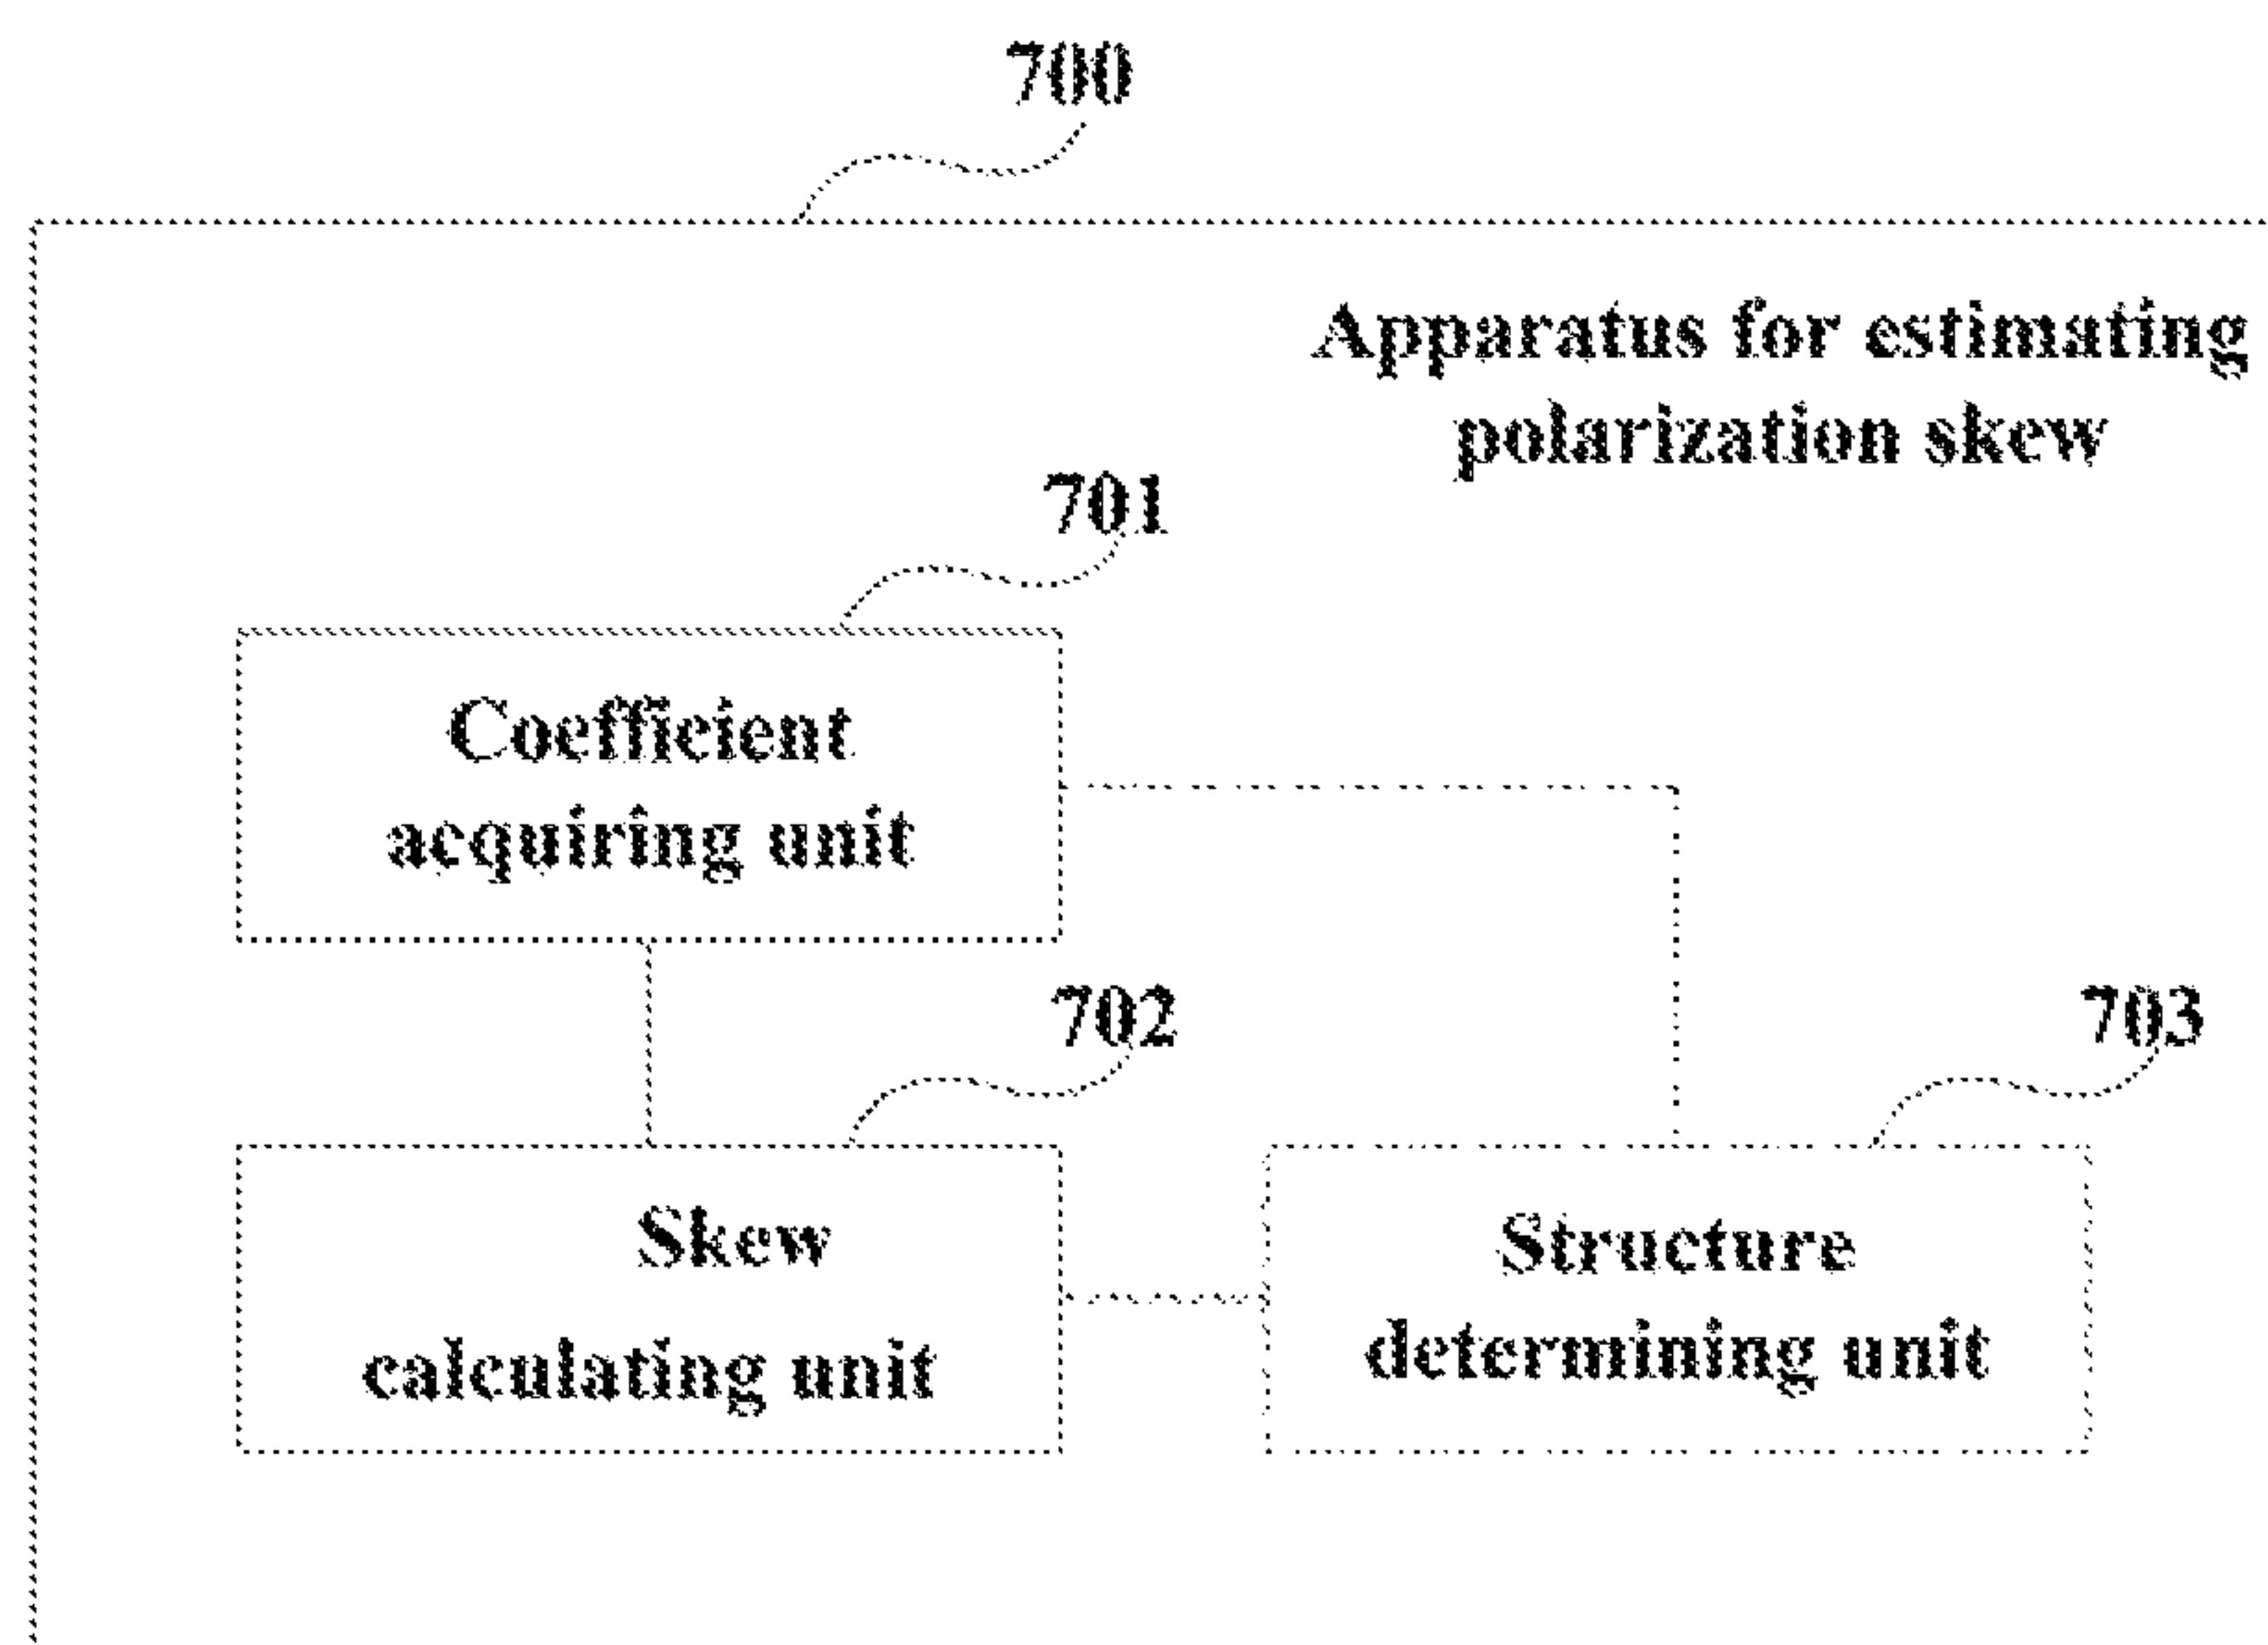 700
Apparatus for estimating
polarization skew
701
Coefficient
acquiring unit
702
703
Skew
calculating unit
Structure
determining unit